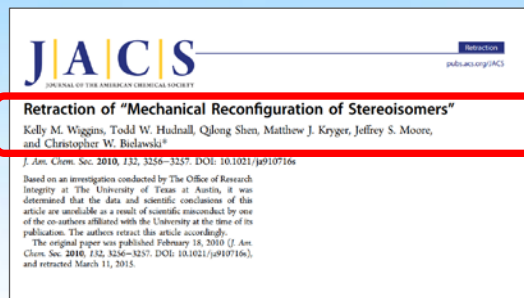 J|A|C|S
JOURNAL OF THE AMERICAN CHEMICAL SOCIETY
Retraction
pubs.acs.org/JACS
Retraction of “Mechanical Reconfiguration of Stereoisomers”
Kelly M. Wiggins, Todd W. Hudnall, Qilong Shen, Matthew J. Kryger, Jeffrey S. Moore,
and Christopher W. Bielawski*
J. Am. Chem. Soc. 2010, 132, 3256−3257. DOI: 10.1021/ja910716s
Based on an investigation conducted by The Office of Research
Integrity at The University of Texas at Austin, it was
determined that the data and scientific conclusions of this
article are unreliable as a result of scientific misconduct by one
of the co-authors affiliated with the University at the time of its
publication. The authors retract this article accordingly.
The original paper was published February 18, 2010 (J. Am.
Chem. Soc. 2010, 132, 3256−3257. DOI: 10.1021/ja910716s),
and retracted March 11, 2015.